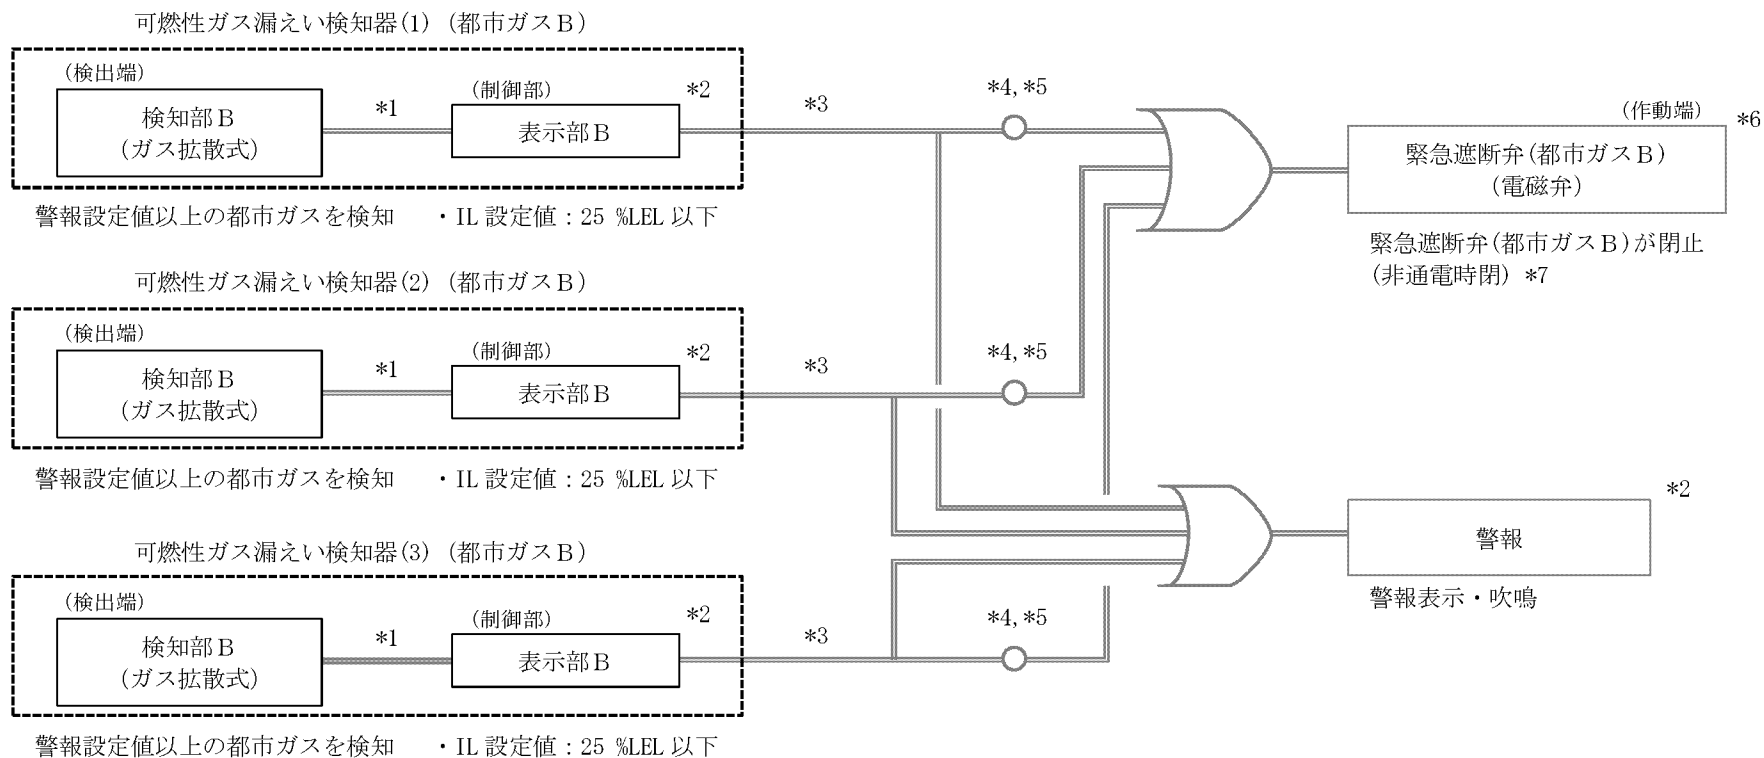 可燃性ガス漏えい検知器(1) (都市ガスB)
(検出端)
検知部B
(ガス拡散式)
*1
(制御部)
表示部B
*2
*3
*4,*5
警報設定値以上の都市ガスを検知 ・IL 設定値：25 %LEL 以下
(作動端)
*6
緊急遮断弁(都市ガスB)
(電磁弁)
緊急遮断弁(都市ガスB)が閉止
(非通電時閉) *7
可燃性ガス漏えい検知器(2) (都市ガスB)
(検出端)
検知部B
(ガス拡散式)
*1
(制御部)
表示部B
*2
*3
*4,*5
警報設定値以上の都市ガスを検知 ・IL 設定値：25 %LEL 以下
*2
警報
警報表示・吹鳴
可燃性ガス漏えい検知器(3) (都市ガスB)
(検出端)
検知部B
(ガス拡散式)
*1
(制御部)
表示部B
*2
*3
*4,*5
警報設定値以上の都市ガスを検知 ・IL 設定値：25 %LEL 以下